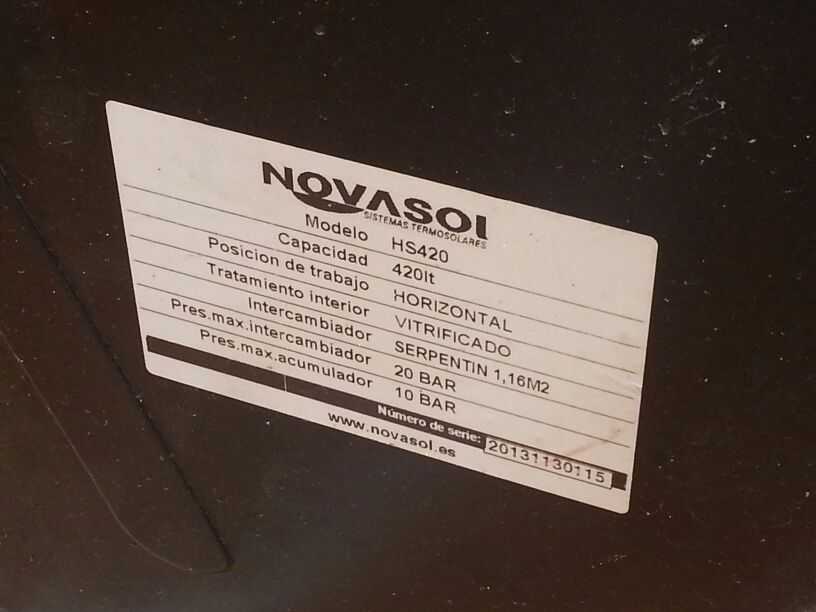 NOVASOL
SISTEMAS TERMOSOLARES
Modelo HS420
Capacidad 420lt
Posicion de trabajo HORIZONTAL
Tratamiento interior VITRIFICADO
Intercambiador SERPENTIN 1,16M2
Pres.max.intercambiador 20 BAR
Pres.max.acumulador 10 BAR
Número de serie: 20131130115
www.novasol.es